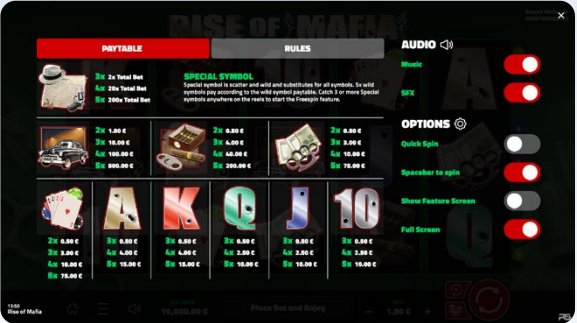 RISE OF MAFIA
PAYTABLE
RULES
3x 2x Total Bet
4x 20x Total Bet
5x 200x Total Bet
SPECIAL SYMBOL
Special symbol is scatter and wild and substitutes for all symbols. 5x wild
symbols pay according to the wild symbol paytable. Catch 3 or more Special
symbols anywhere on the reels to start the Freespin feature.
2x 1.00 €
3x 10.00 €
4x 100.00 €
5x 500.00 €
2x 0.50 €
3x 4.00 €
4x 40.00 €
5x 200.00 €
2x 0.50 €
3x 3.00 €
4x 10.00 €
5x 75.00 €
A
K
Q
J
10
2x 0.50 €
3x 3.00 €
4x 10.00 €
5x 75.00 €
3x 0.50 €
4x 4.00 €
5x 15.00 €
3x 0.50 €
4x 4.00 €
5x 15.00 €
3x 0.50 €
4x 2.50 €
5x 10.00 €
3x 0.50 €
4x 2.50 €
5x 10.00 €
3x 0.50 €
4x 2.50 €
5x 10.00 €
AUDIO
Music
SFX
OPTIONS
Quick Spin
Spacebar to spin
Show Feature Screen
Full Screen
13:50
Rise of Mafia
10,000.00 €
Place Bet and Enjoy
1.00 €